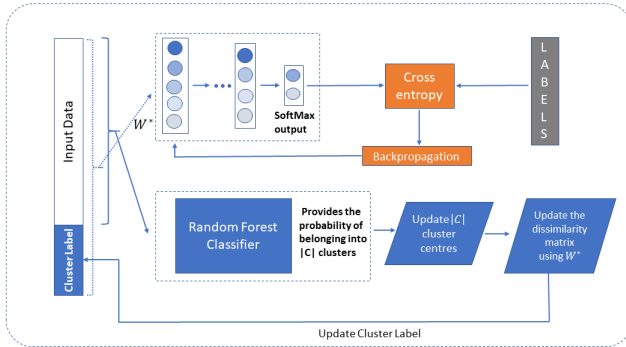 Input Data
Cluster Label
W*
SoftMax
output
Cross
entropy
Backpropagation
L
A
B
E
L
S
Random Forest
Classifier
Provides the
probability of
belonging into
|C| clusters
Update|C|
cluster
centres
Update the
dissimilarity
matrix
using W*
Update Cluster Label